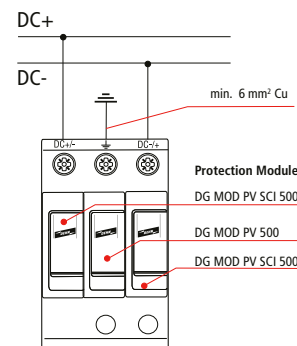 DC+
DC-
min. 6 mm² Cu
DC+/-
DC-/+
Protection Module
DG MOD PV SCI 500
DG MOD PV 500
DG MOD PV SCI 500